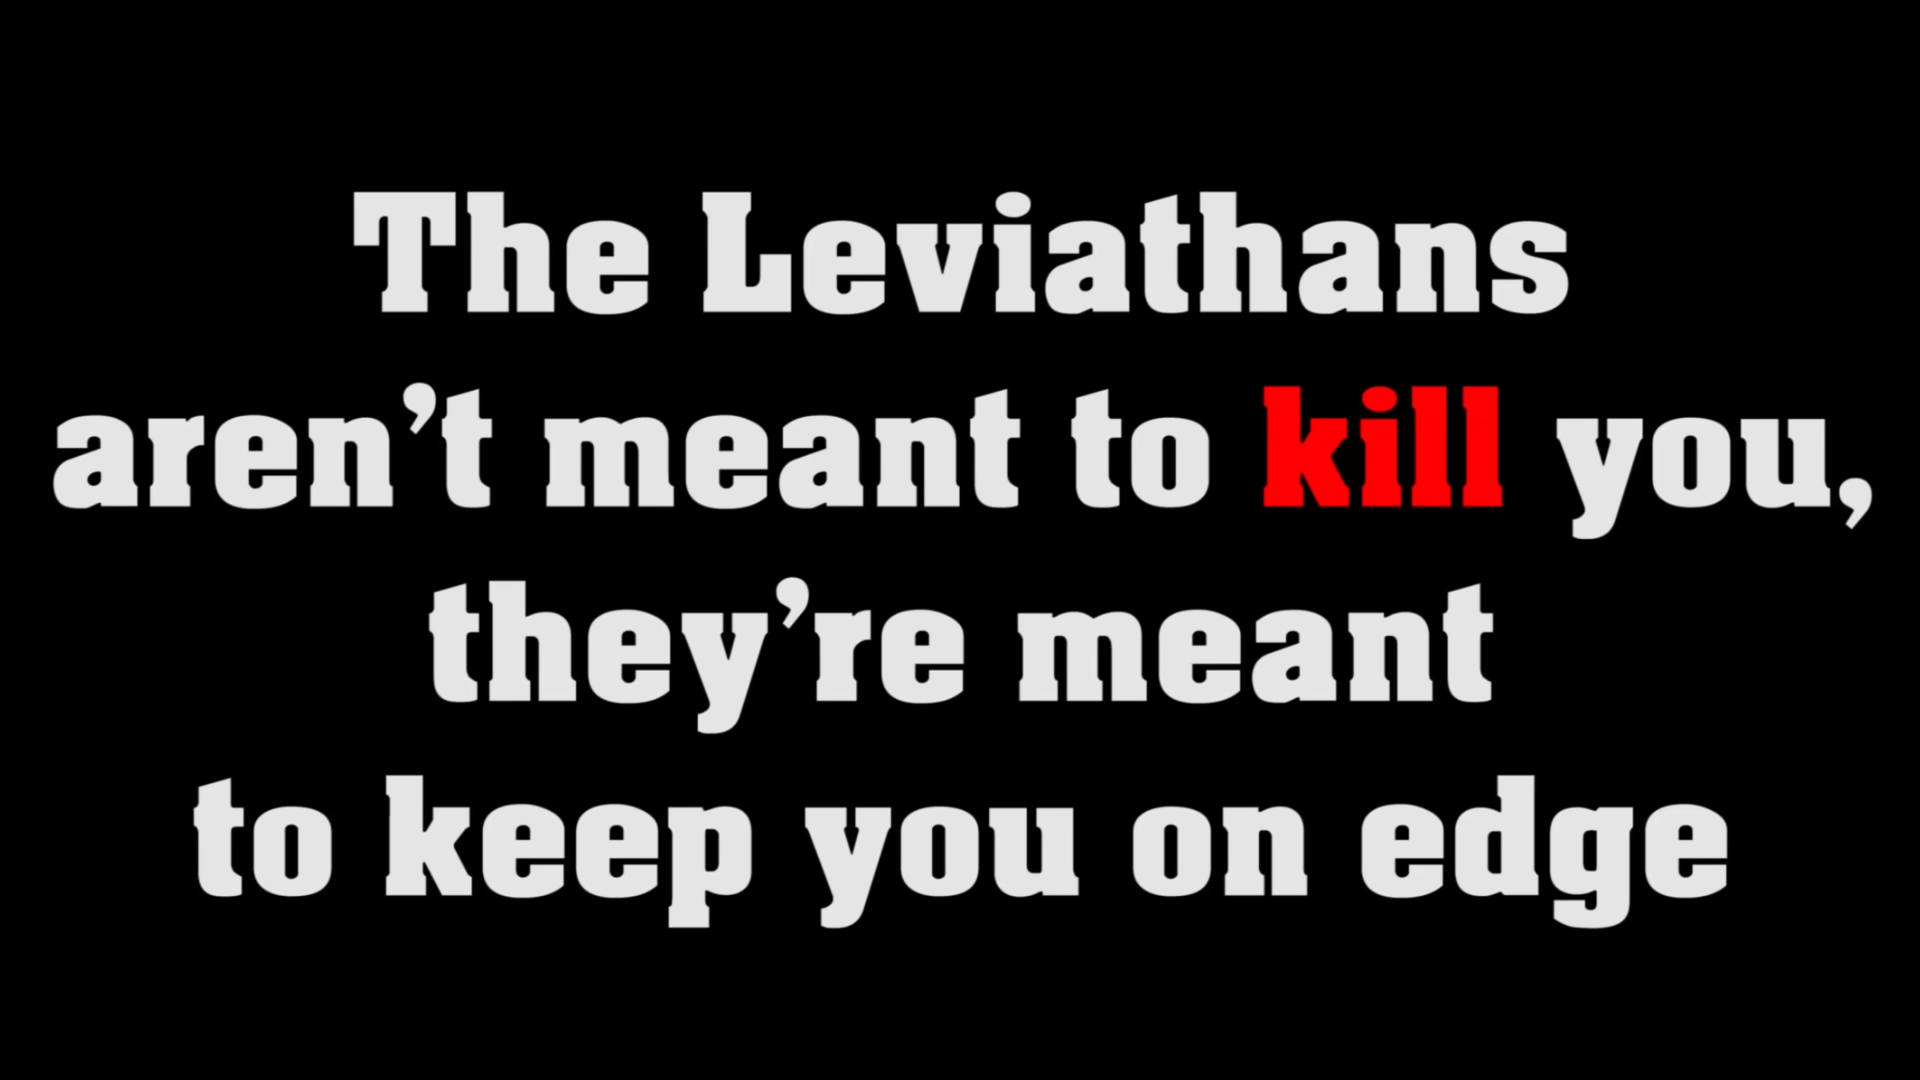 The Leviathans
aren’t meant to kill you,
they’re meant
to keep you on edge